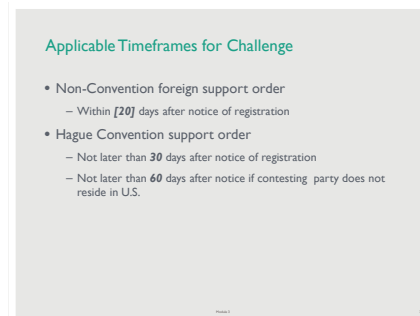 Applicable Timeframes for Challenge
• Non-Convention foreign support order
– Within [20] days after notice of registration
• Hague Convention support order
– Not later than 30 days after notice of registration
– Not later than 60 days after notice if contesting party does not
reside in U.S.